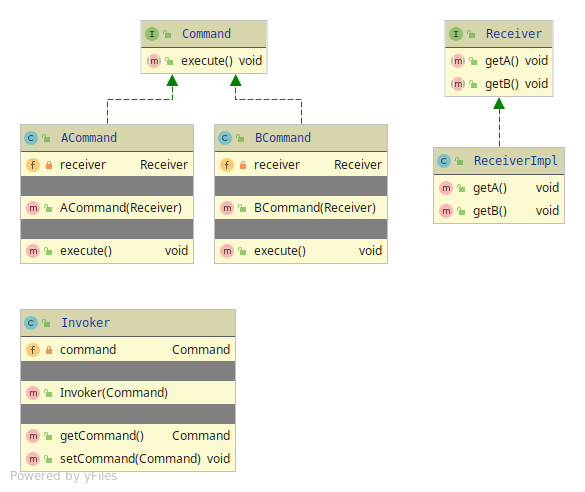 I Command
m execute() void
I Receiver
m getA() void
m getB() void
C ACommand
f receiver Receiver
m ACommand(Receiver)
m execute() void
C BCommand
f receiver Receiver
m BCommand(Receiver)
m execute() void
C ReceiverImpl
m getA() void
m getB() void
C Invoker
f command Command
m Invoker(Command)
m getCommand() Command
m setCommand(Command) void
Powered by yFiles